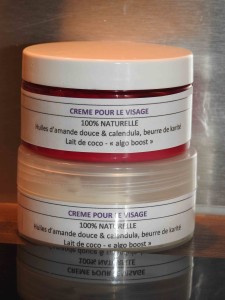 CREME POUR LE VISAGE
100% NATURELLE
Huiles d'amande douce & calendula, beurre de karité
Lait de coco - « algo boost »
CREME POUR LE VISAGE
100% NATURELLE
Huiles d'amande douce & calendula, beurre de karité
Lait de coco - « algo boost »